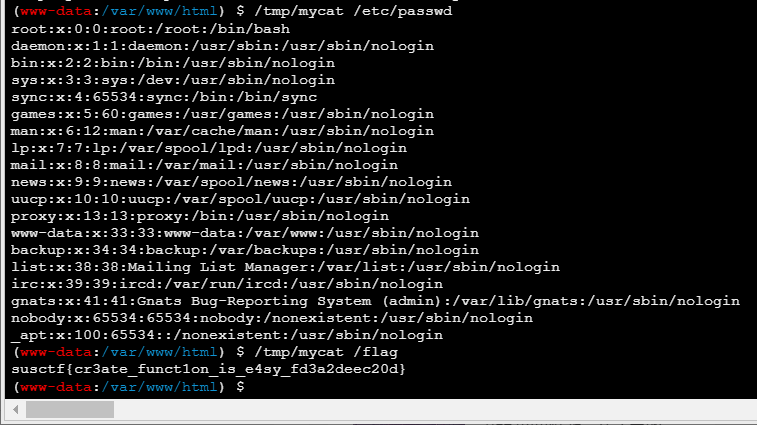 (www-data:/var/www/html) $ /tmp/mycat /etc/passwd
root:x:0:0:root:/root:/bin/bash
daemon:x:1:1:daemon:/usr/sbin:/usr/sbin/nologin
bin:x:2:2:bin:/bin:/usr/sbin/nologin
sys:x:3:3:sys:/dev:/usr/sbin/nologin
sync:x:4:65534:sync:/bin:/bin/sync
games:x:5:60:games:/usr/games:/usr/sbin/nologin
man:x:6:12:man:/var/cache/man:/usr/sbin/nologin
lp:x:7:7:lp:/var/spool/lpd:/usr/sbin/nologin
mail:x:8:8:mail:/var/mail:/usr/sbin/nologin
news:x:9:9:news:/var/spool/news:/usr/sbin/nologin
uucp:x:10:10:uucp:/var/spool/uucp:/usr/sbin/nologin
proxy:x:13:13:proxy:/bin:/usr/sbin/nologin
www-data:x:33:33:www-data:/var/www:/usr/sbin/nologin
backup:x:34:34:backup:/var/backups:/usr/sbin/nologin
list:x:38:38:Mailing List Manager:/var/list:/usr/sbin/nologin
irc:x:39:39:ircd:/var/run/ircd:/usr/sbin/nologin
gnats:x:41:41:Gnats Bug-Reporting System (admin):/var/lib/gnats:/usr/sbin/nologin
nobody:x:65534:65534:nobody:/nonexistent:/usr/sbin/nologin
_apt:x:100:65534::/nonexistent:/usr/sbin/nologin
(www-data:/var/www/html) $ /tmp/mycat /flag
susctf{cr3ate_funct1on_is_e4sy_fd3a2deec20d}
(www-data:/var/www/html) $